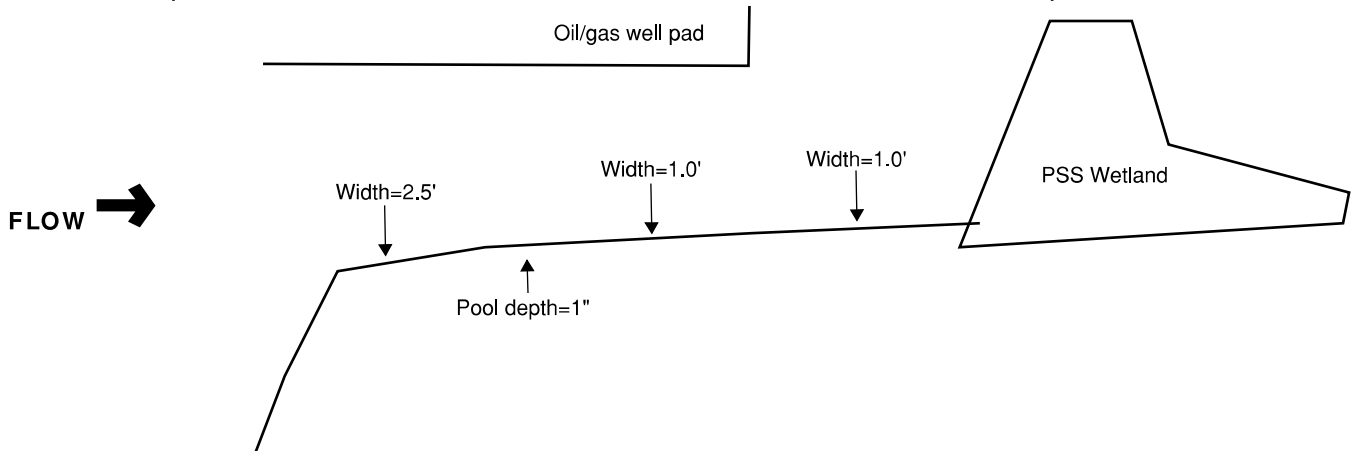 Oil/gas well pad
Width=1.0'
Width=1.0'
PSS Wetland
Width=2.5'
FLOW
Pool depth=1"